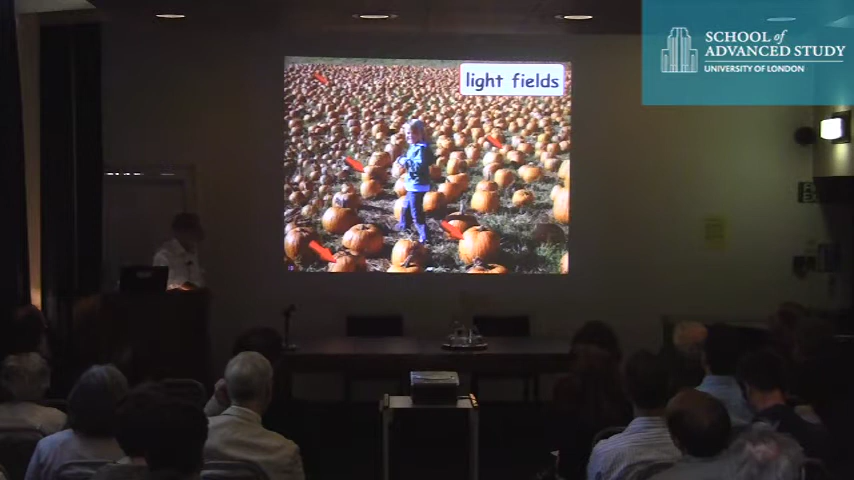 light fields
SCHOOL of
ADVANCED STUDY
UNIVERSITY OF LONDON